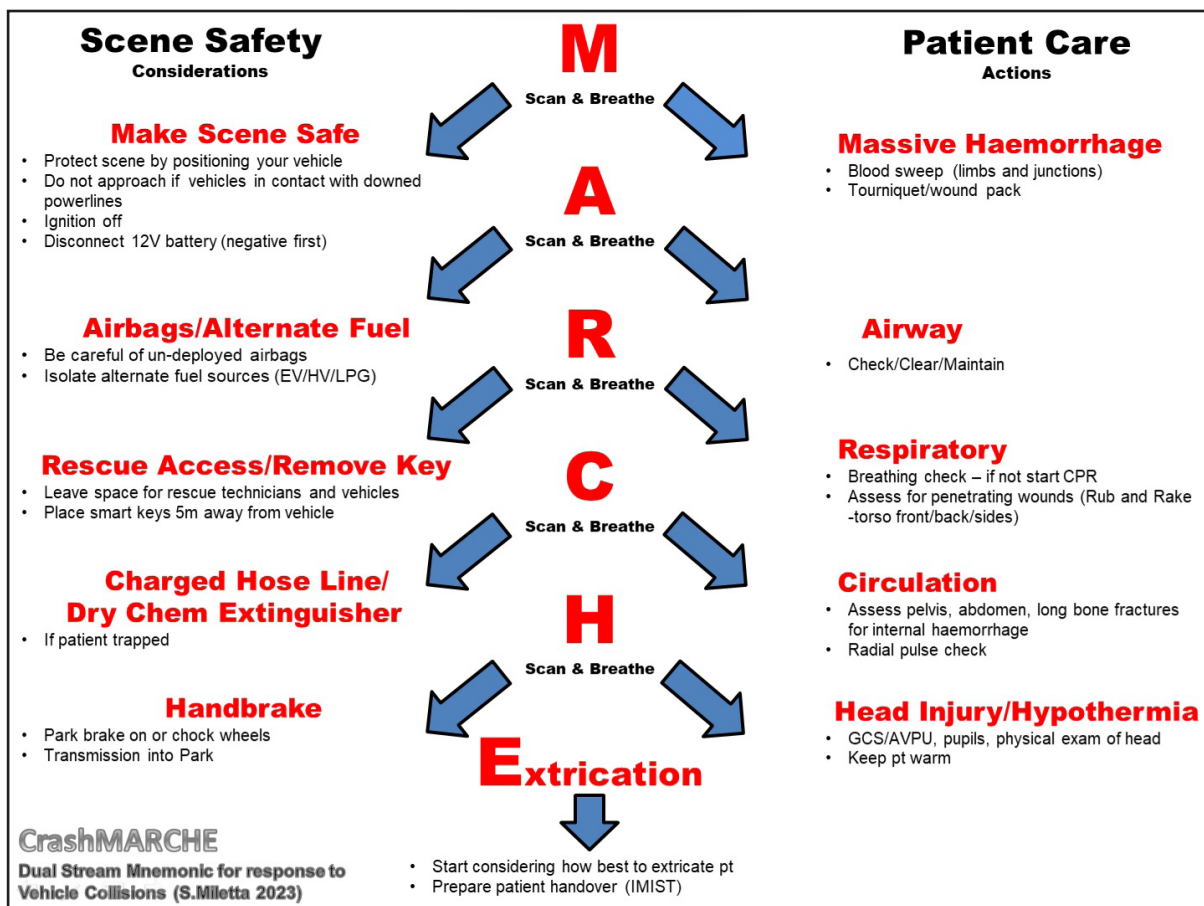 Scene Safety
Considerations
Make Scene Safe
• Protect scene by positioning your vehicle
• Do not approach if vehicles in contact with downed
powerlines
• Ignition off
• Disconnect 12V battery (negative first)
Airbags/Alternate Fuel
• Be careful of un-deployed airbags
• Isolate alternate fuel sources (EV/HV/LPG)
Rescue Access/Remove Key
• Leave space for rescue technicians and vehicles
• Place smart keys 5m away from vehicle
Charged Hose Line/
Dry Chem Extinguisher
• If patient trapped
Handbrake
• Park brake on or chock wheels
• Transmission into Park
M
Scan & Breathe
A
Scan & Breathe
R
Scan & Breathe
C
Scan & Breathe
H
Scan & Breathe
Extrication
• Start considering how best to extricate pt
• Prepare patient handover (IMIST)
Patient Care
Actions
Massive Haemorrhage
• Blood sweep (limbs and junctions)
• Tourniquet/wound pack
Airway
• Check/Clear/Maintain
Respiratory
• Breathing check – if not start CPR
• Assess for penetrating wounds (Rub and Rake
-torso front/back/sides)
Circulation
• Assess pelvis, abdomen, long bone fractures
for internal haemorrhage
• Radial pulse check
Head Injury/Hypothermia
• GCS/AVPU, pupils, physical exam of head
• Keep pt warm
CrashMARCHE
Dual Stream Mnemonic for response to
Vehicle Collisions (S.Miletta 2023)